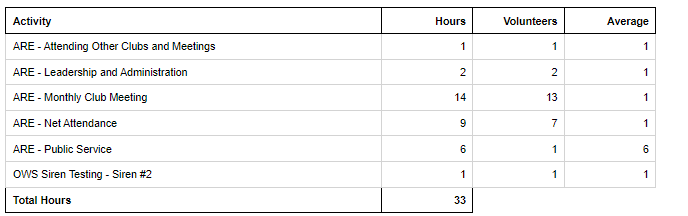 Activity Hours Volunteers Average
ARE - Attending Other Clubs and Meetings 1 1 1
ARE - Leadership and Administration 2 2 1
ARE - Monthly Club Meeting 14 13 1
ARE - Net Attendance 9 7 1
ARE - Public Service 6 1 6
OWS Siren Testing - Siren #2 1 1 1
Total Hours 33